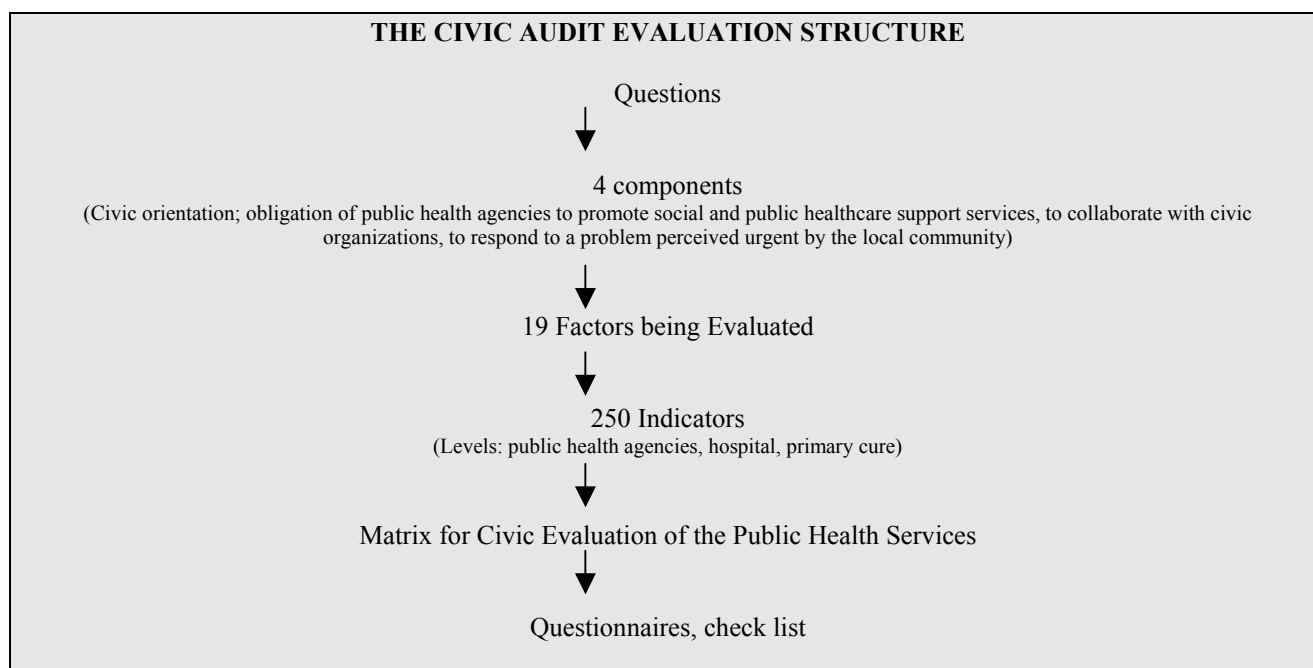 THE CIVIC AUDIT EVALUATION STRUCTURE
Questions
4 components
(Civic orientation; obligation of public health agencies to promote social and public healthcare support services, to collaborate with civic
organizations, to respond to a problem perceived urgent by the local community)
19 Factors being Evaluated
250 Indicators
(Levels: public health agencies, hospital, primary cure)
Matrix for Civic Evaluation of the Public Health Services
Questionnaires, check list